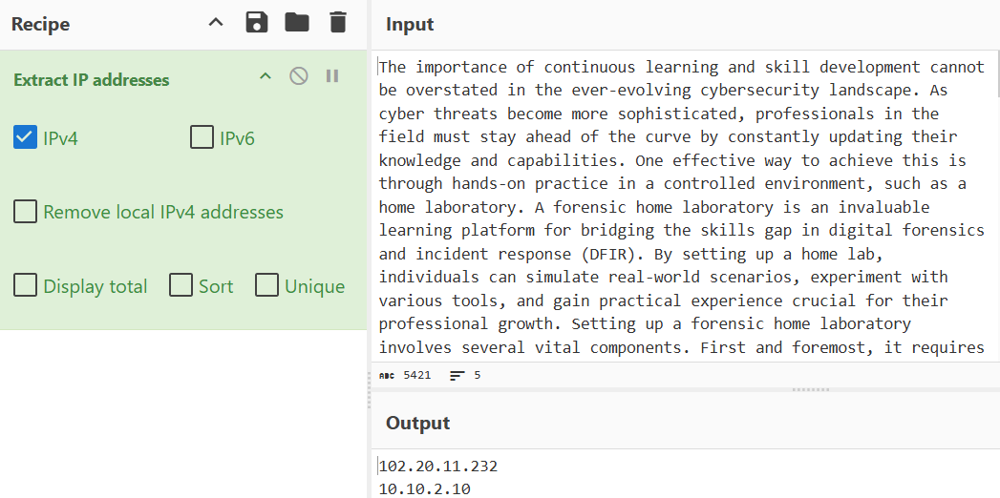 Recipe
Extract IP addresses
IPv4
IPv6
Remove local IPv4 addresses
Display total
Sort
Unique
Input
The importance of continuous learning and skill development cannot
be overstated in the ever-evolving cybersecurity landscape. As
cyber threats become more sophisticated, professionals in the
field must stay ahead of the curve by constantly updating their
knowledge and capabilities. One effective way to achieve this is
through hands-on practice in a controlled environment, such as a
home laboratory. A forensic home laboratory is an invaluable
learning platform for bridging the skills gap in digital forensics
and incident response (DFIR). By setting up a home lab,
individuals can simulate real-world scenarios, experiment with
various tools, and gain practical experience crucial for their
professional growth. Setting up a forensic home laboratory
involves several vital components. First and foremost, it requires
ABC 5421 5
Output
102.20.11.232
10.10.2.10